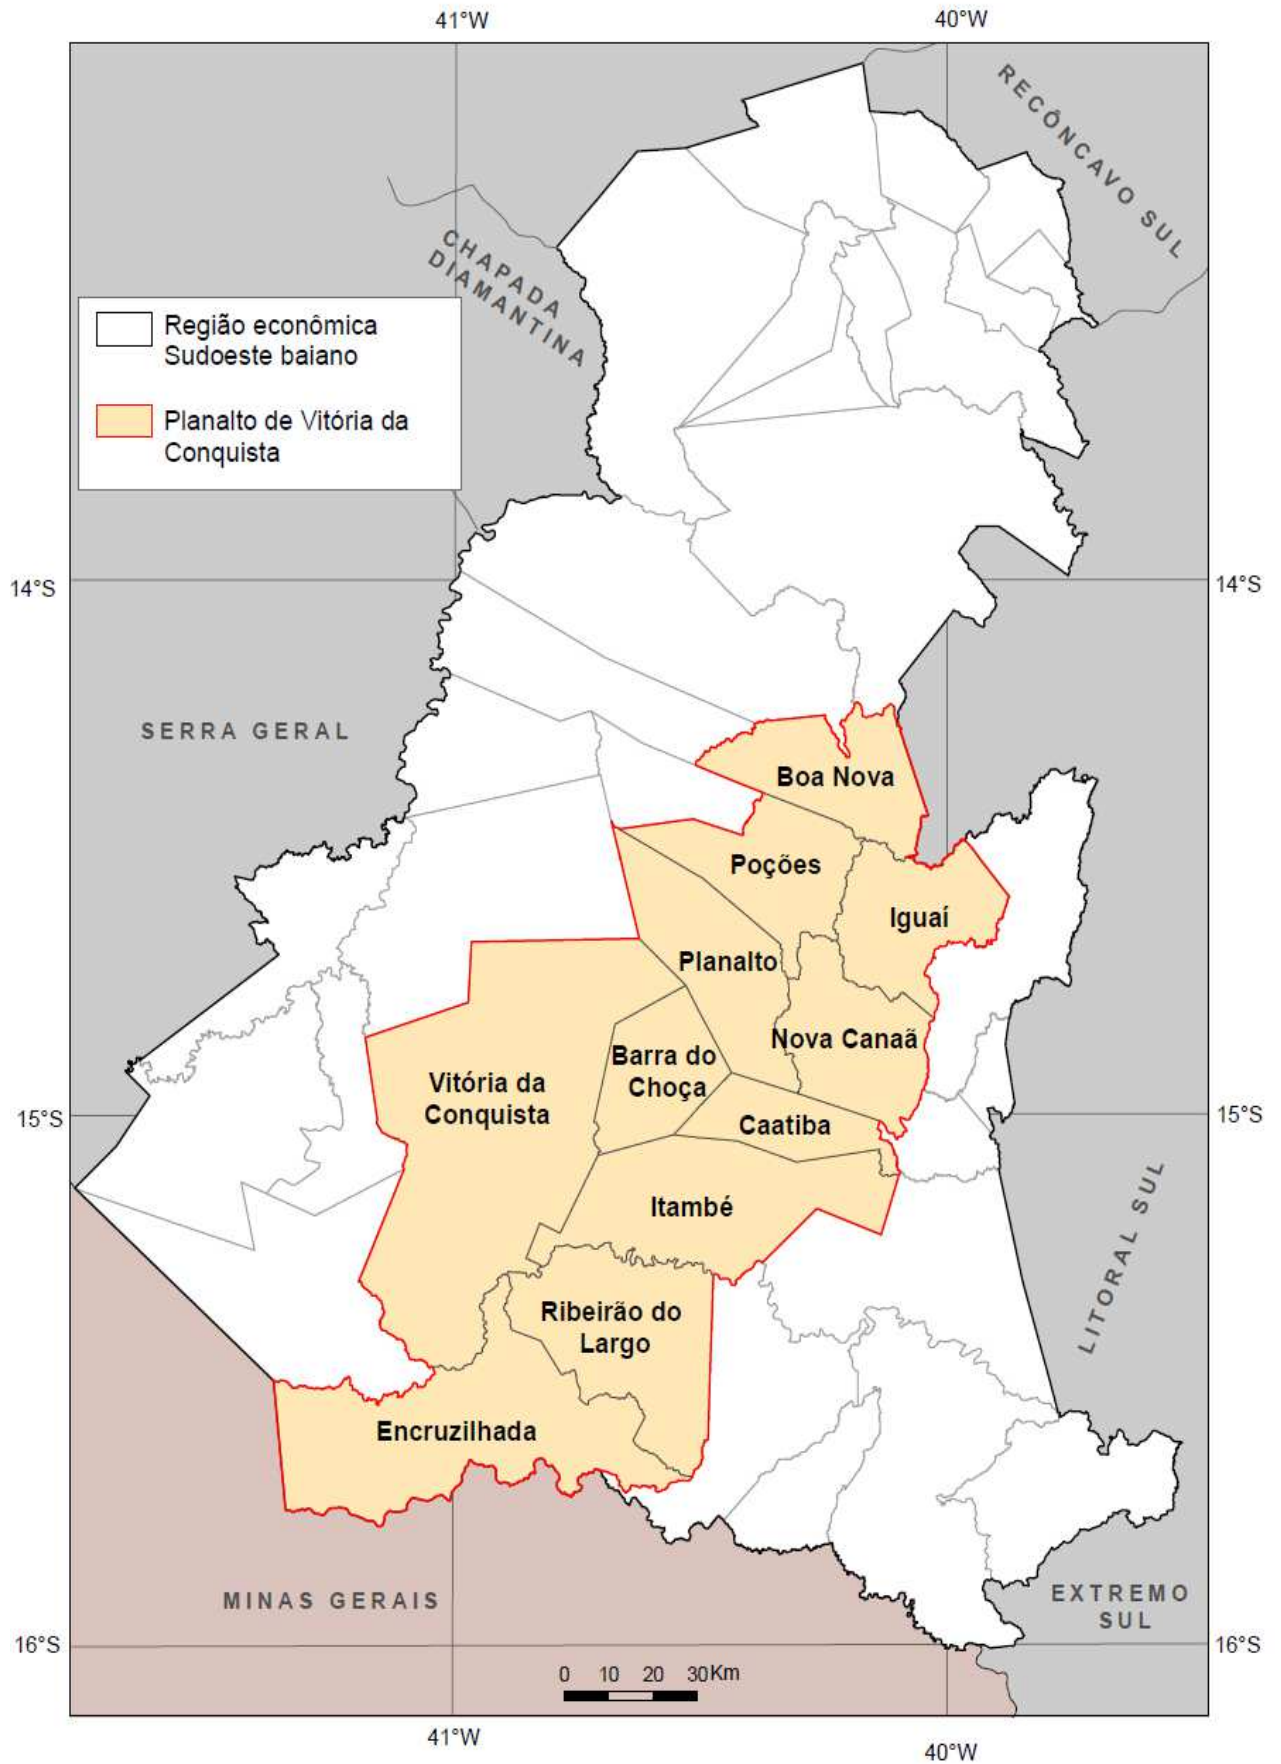 41°W
40°W
RECÔNCAVO SUL
CHAPADA
DIAMANTINA
Região econômica
Sudoeste baiano
Planalto de Vitória da
Conquista
14°S
14°S
SERRA GERAL
Boa Nova
Poções
Iguaí
Planalto
Nova Canaã
Barra do
Choça
Vitória da
Conquista
Caatiba
15°S
15°S
Itambé
LITORAL SUL
Ribeirão do
Largo
Encruzilhada
MINAS GERAIS
EXTREMO
SUL
16°S
16°S
0 10 20 30Km
41°W
40°W